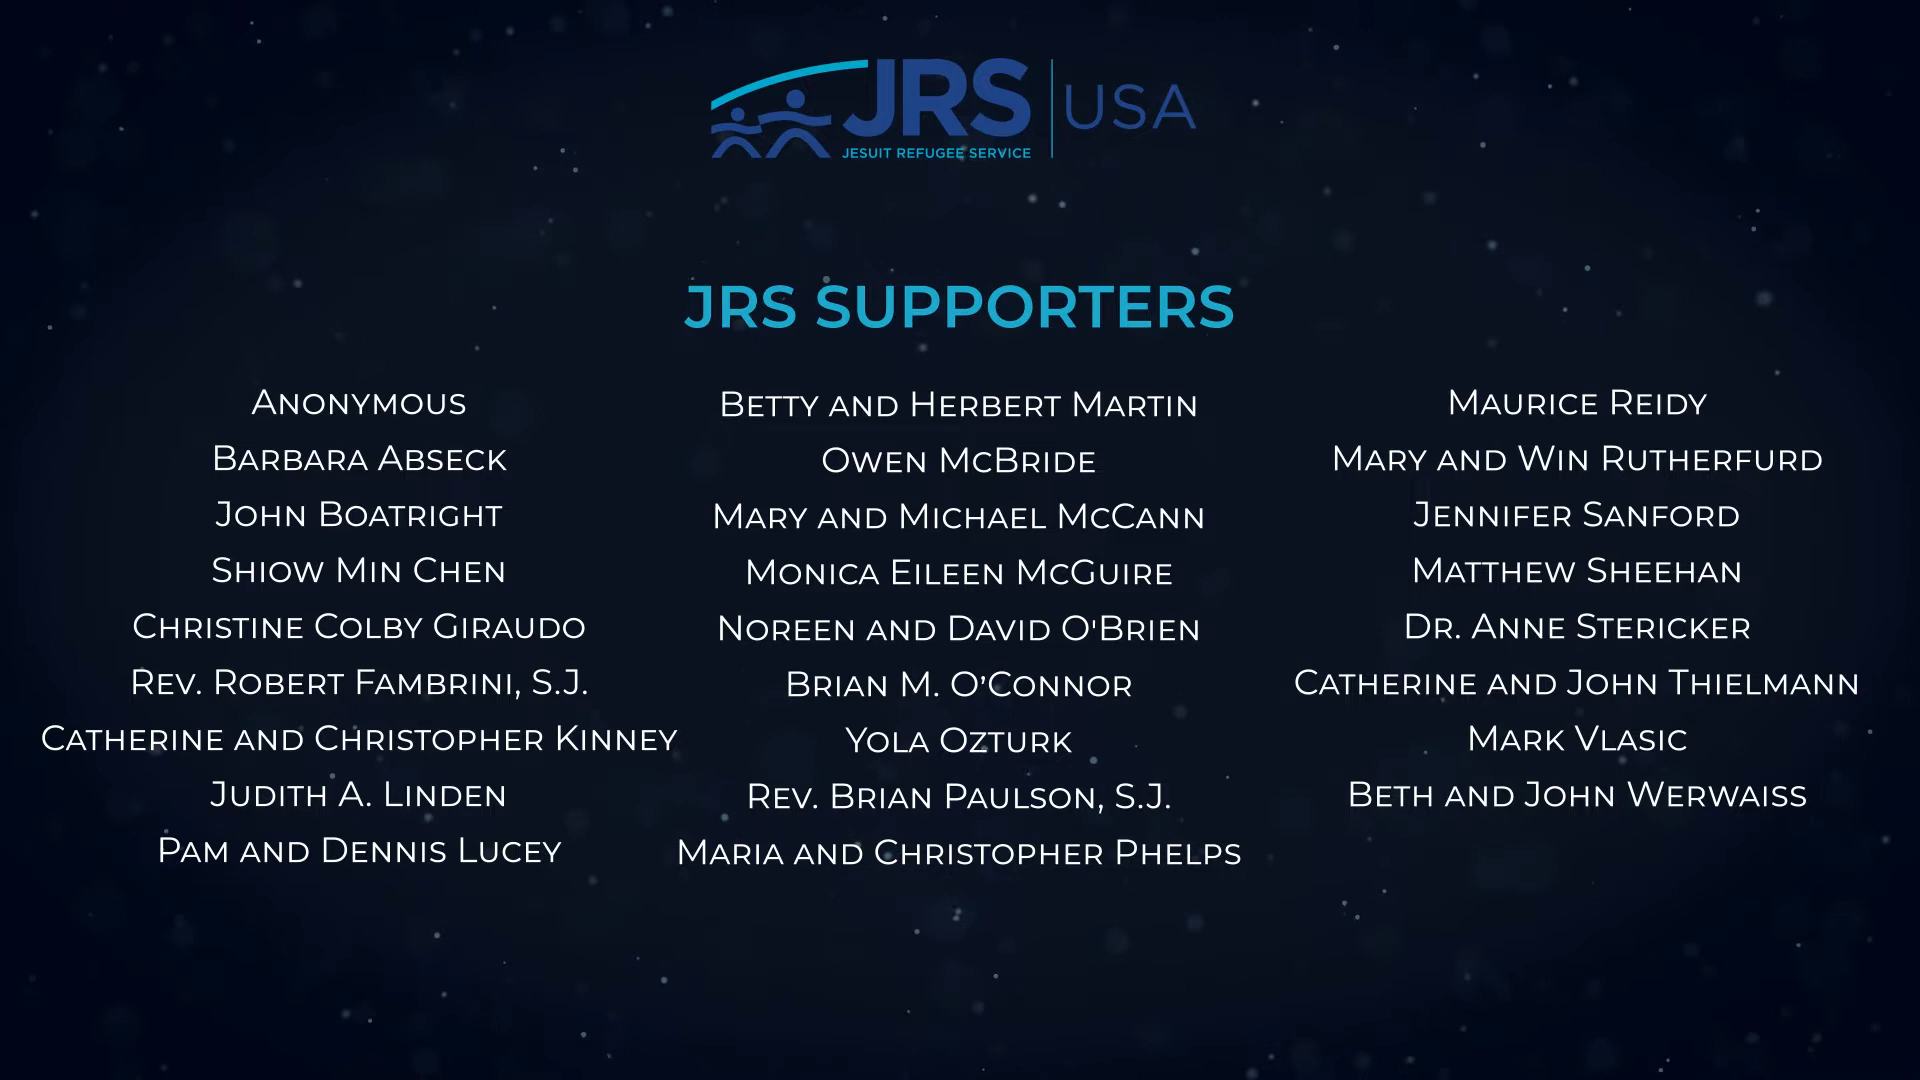 JRS USA
JESUIT REFUGEE SERVICE
JRS SUPPORTERS
ANONYMOUS
BARBARA ABSECK
JOHN BOATRIGHT
SHIOW MIN CHEN
CHRISTINE COLBY GIRAUDO
REV. ROBERT FAMBRINI, S.J.
CATHERINE AND CHRISTOPHER KINNEY
JUDITH A. LINDEN
PAM AND DENNIS LUCEY
BETTY AND HERBERT MARTIN
OWEN MCBRIDE
MARY AND MICHAEL MCCANN
MONICA EILEEN MCGUIRE
NOREEN AND DAVID O'BRIEN
BRIAN M. O’CONNOR
YOLA OZTURK
REV. BRIAN PAULSON, S.J.
MARIA AND CHRISTOPHER PHELPS
MAURICE REIDY
MARY AND WIN RUTHERFURD
JENNIFER SANFORD
MATTHEW SHEEHAN
DR. ANNE STERICKER
CATHERINE AND JOHN THIELMANN
MARK VLASIC
BETH AND JOHN WERWAISS